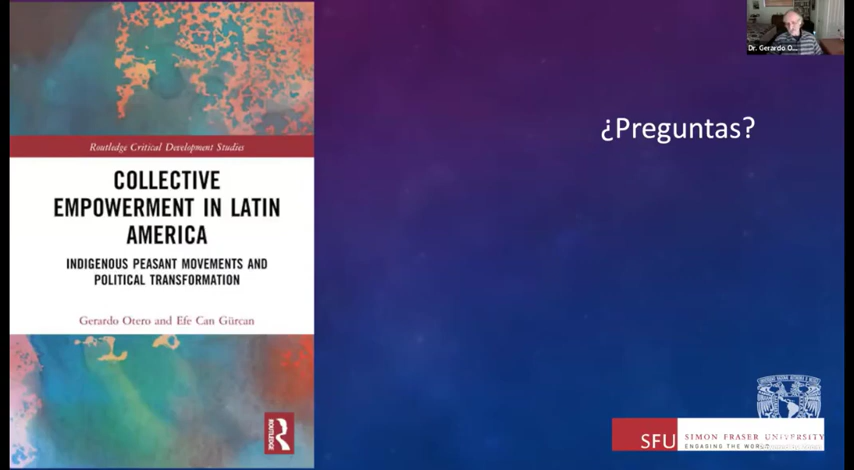 Routledge Critical Development Studies
COLLECTIVE
EMPOWERMENT IN LATIN
AMERICA
INDIGENOUS PEASANT MOVEMENTS AND
POLITICAL TRANSFORMATION
Gerardo Otero and Efe Can Gürcan
ROUTLEDGE
R
Dr. Gerardo O...
¿Preguntas?
SFU
SIMON FRASER UNIVERSITY
ENGAGING THE WORLD